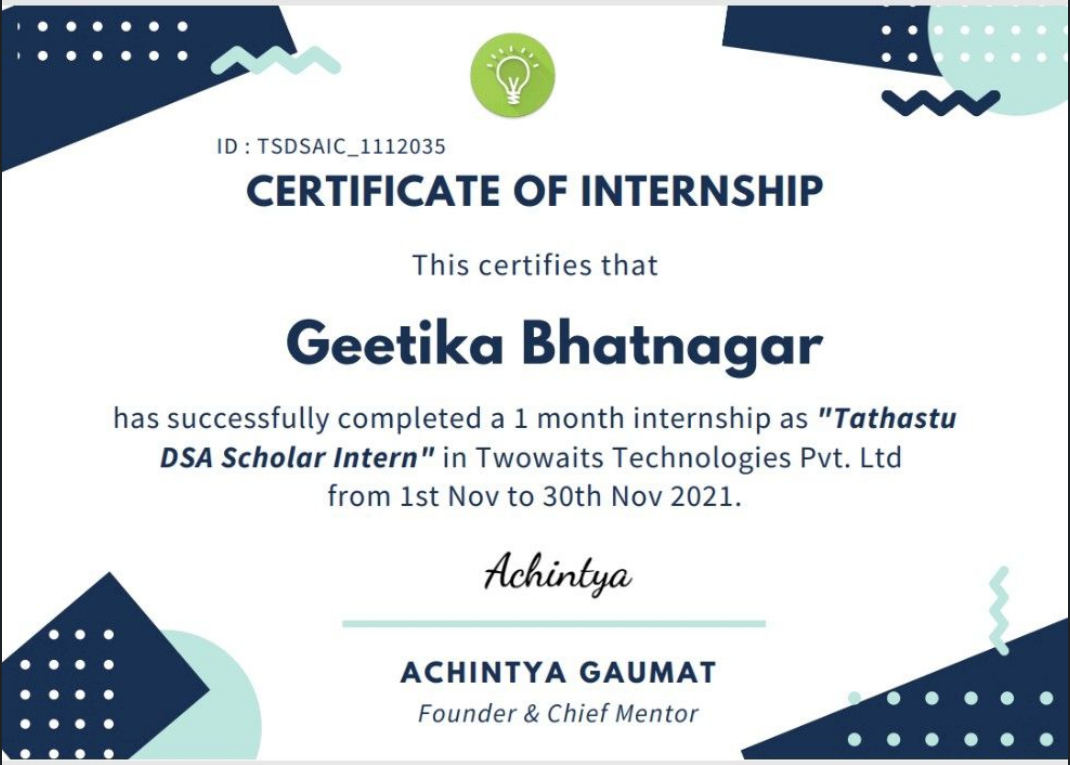 ID : TSDSAIC_1112035
CERTIFICATE OF INTERNSHIP
This certifies that
Geetika Bhatnagar
has successfully completed a 1 month internship as "Tathastu
DSA Scholar Intern" in Twowaits Technologies Pvt. Ltd
from 1st Nov to 30th Nov 2021.
Achintya
ACHINTYA GAUMAT
Founder & Chief Mentor